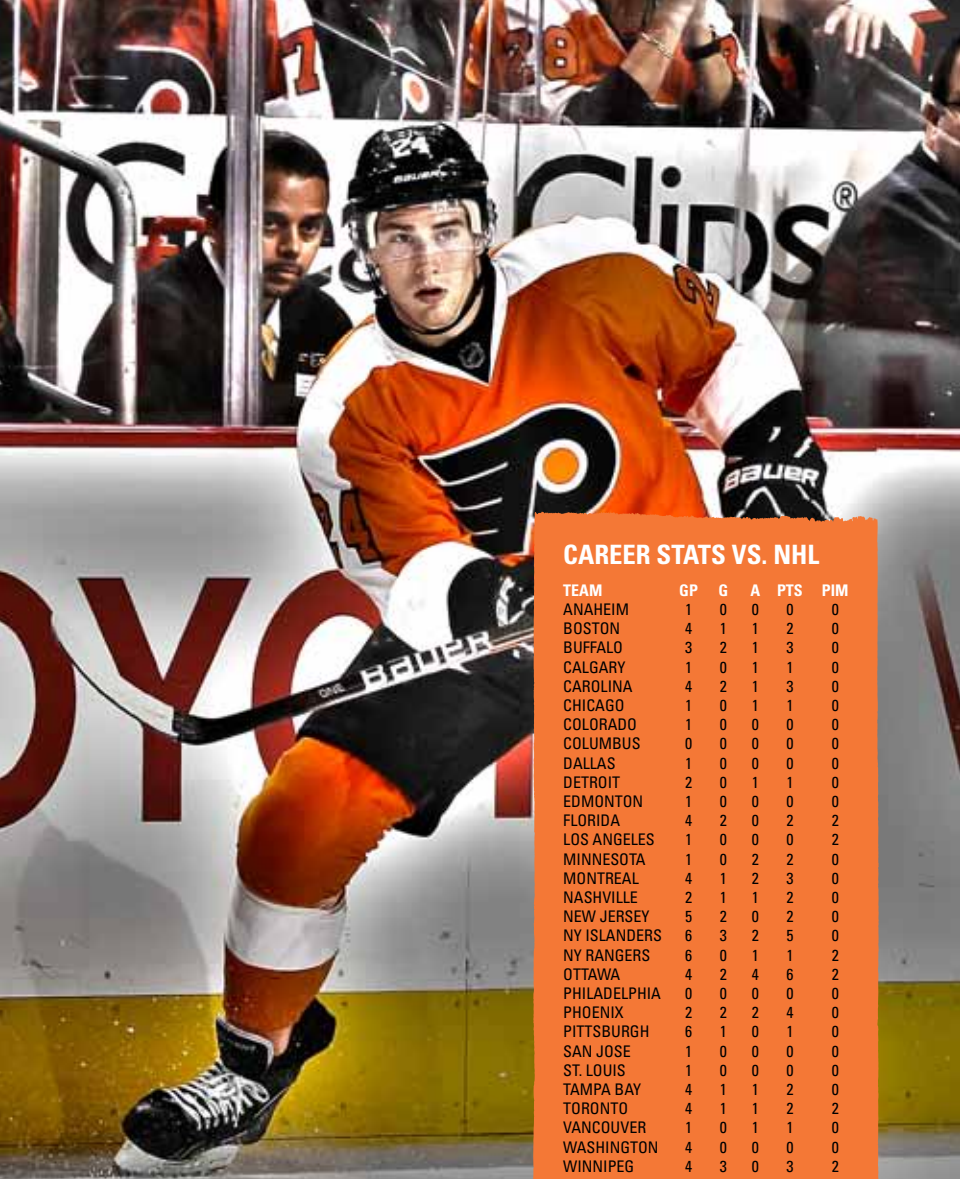 7
28
Clips®
24
BAUER
2
24
BAUER
ONE BAUER
OYO
CAREER STATS VS. NHL
TEAM GP G A PTS PIM
ANAHEIM 1 0 0 0 0
BOSTON 4 1 1 2 0
BUFFALO 3 2 1 3 0
CALGARY 1 0 1 1 0
CAROLINA 4 2 1 3 0
CHICAGO 1 0 1 1 0
COLORADO 1 0 0 0 0
COLUMBUS 0 0 0 0 0
DALLAS 1 0 0 0 0
DETROIT 2 0 1 1 0
EDMONTON 1 0 0 0 0
FLORIDA 4 2 0 2 2
LOS ANGELES 1 0 0 0 2
MINNESOTA 1 0 2 2 0
MONTREAL 4 1 2 3 0
NASHVILLE 2 1 1 2 0
NEW JERSEY 5 2 0 2 0
NY ISLANDERS 6 3 2 5 0
NY RANGERS 6 0 1 1 2
OTTAWA 4 2 4 6 2
PHILADELPHIA 0 0 0 0 0
PHOENIX 2 2 2 4 0
PITTSBURGH 6 1 0 1 0
SAN JOSE 1 0 0 0 0
ST. LOUIS 1 0 0 0 0
TAMPA BAY 4 1 1 2 0
TORONTO 4 1 1 2 2
VANCOUVER 1 0 1 1 0
WASHINGTON 4 0 0 0 0
WINNIPEG 4 3 0 3 2